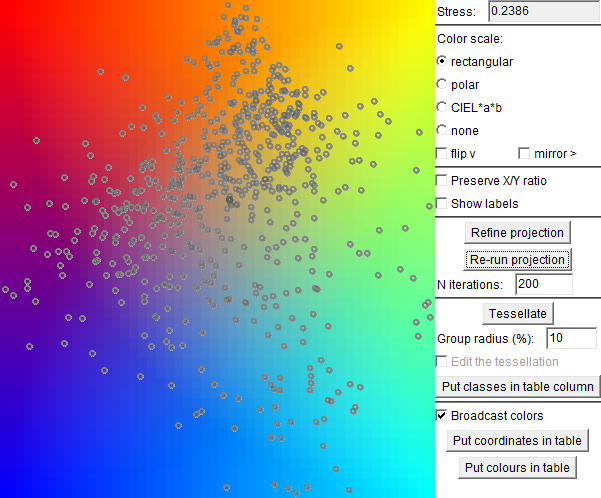 Stress: 0.2386
Color scale:
rectangular
polar
CIEL*a*b
none
flip v mirror >
Preserve X/Y ratio
Show labels
Refine projection
Re-run projection
N iterations: 200
Tessellate
Group radius (%): 10
Edit the tessellation
Put classes in table column
Broadcast colors
Put coordinates in table
Put colours in table